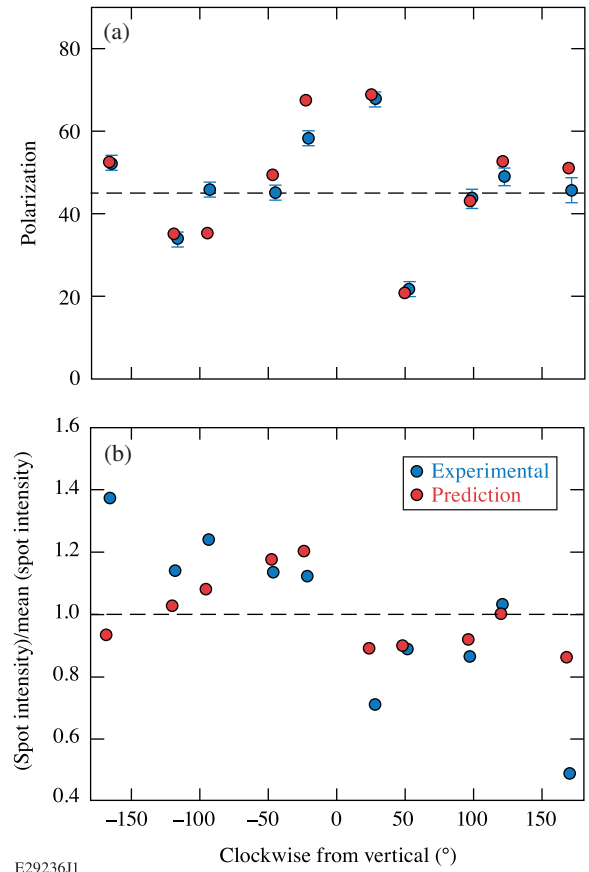 (a)
80
60
40
20
0
Polarization
(b)
Experimental
Prediction
1.6
1.4
1.2
1.0
0.8
0.6
0.4
(Spot intensity)/mean (spot intensity)
−150 −100 −50 0 50 100 150
Clockwise from vertical (°)
E29236J1